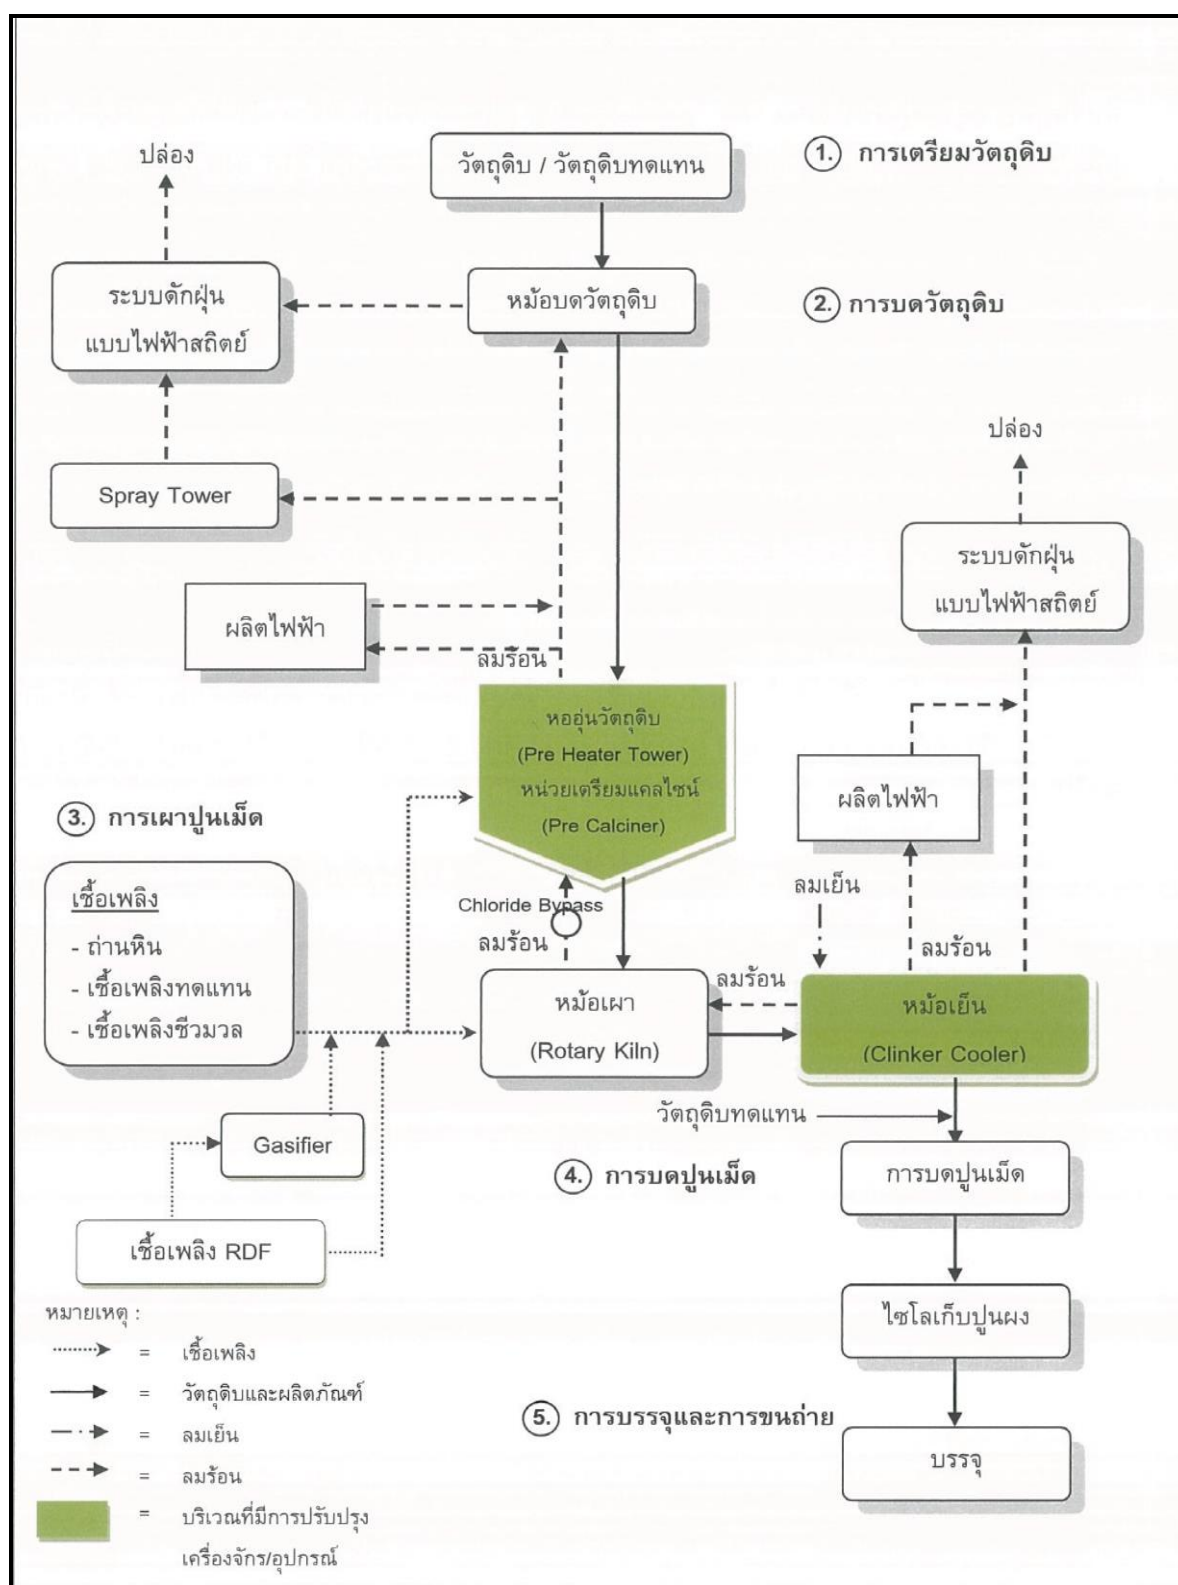 ปล่อง
วัตถุดิบ / วัตถุดิบทดแทน
1. การเตรียมวัตถุดิบ
ระบบดักฝุ่น
แบบไฟฟ้าสถิตย์
หม้อบดวัตถุดิบ
2. การบดวัตถุดิบ
ปล่อง
Spray Tower
ระบบดักฝุ่น
แบบไฟฟ้าสถิตย์
ผลิตไฟฟ้า
ลมร้อน
หออุ่นวัตถุดิบ
(Pre Heater Tower)
หน่วยเตรียมแคลไซน์
(Pre Calciner)
ผลิตไฟฟ้า
3. การเผาปูนเม็ด
ลมเย็น
เชื้อเพลิง
- ถ่านหิน
- เชื้อเพลิงทดแทน
- เชื้อเพลิงชีวมวล
Chloride Bypass
ลมร้อน
ลมร้อน
ลมร้อน
หม้อเผา
(Rotary Kiln)
หม้อเย็น
(Clinker Cooler)
วัตถุดิบทดแทน
Gasifier
4. การบดปูนเม็ด
การบดปูนเม็ด
เชื้อเพลิง RDF
ไซโลเก็บปูนผง
5. การบรรจุและการขนถ่าย
บรรจุ
หมายเหตุ :
= เชื้อเพลิง
= วัตถุดิบและผลิตภัณฑ์
= ลมเย็น
= ลมร้อน
= บริเวณที่มีการปรับปรุง
เครื่องจักร/อุปกรณ์